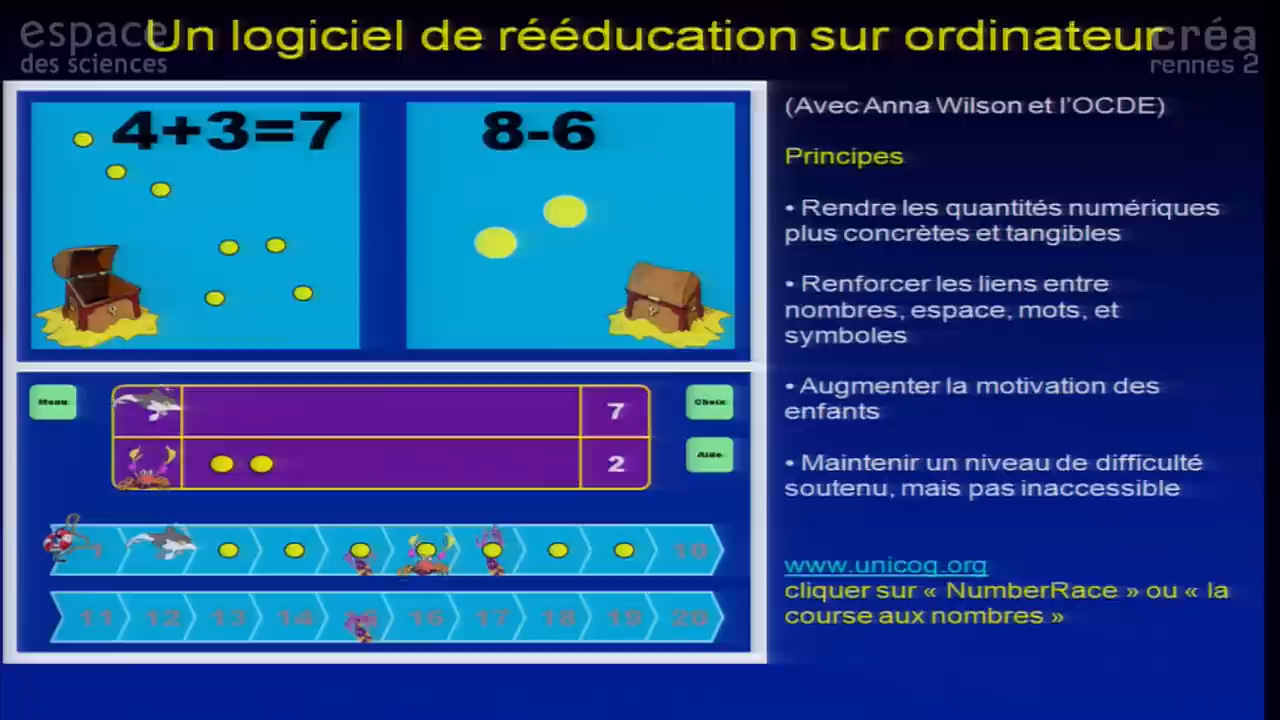 espace
des sciences
Un logiciel de rééducation sur ordinateur
créa
rennes 2
4+3=7
8-6
(Avec Anna Wilson et l'OCDE)
Principes
• Rendre les quantités numériques
plus concrètes et tangibles
• Renforcer les liens entre
nombres, espace, mots, et
symboles
• Augmenter la motivation des
enfants
• Maintenir un niveau de difficulté
soutenu, mais pas inaccessible
www.unicog.org
cliquer sur « NumberRace » ou « la
course aux nombres »
Menu
7
Choix
2
Aide
1 10
11 12 13 14 15 16 17 18 19 20